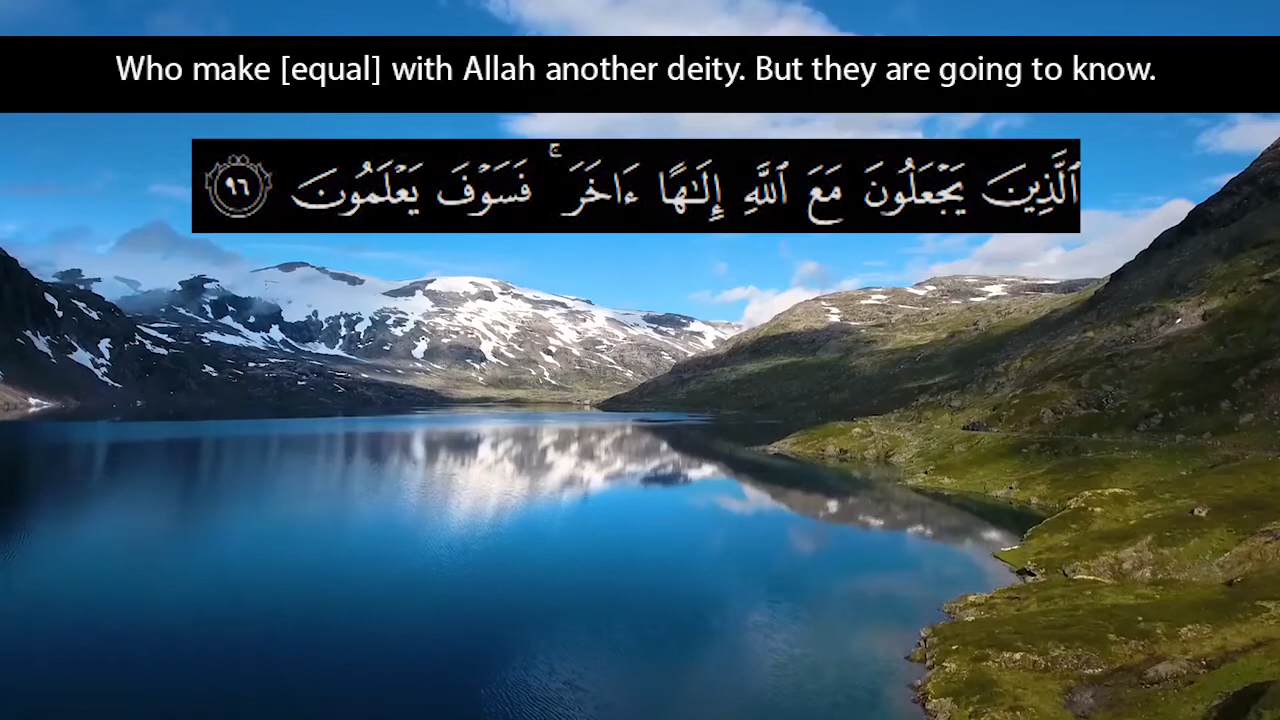 Who make [equal] with Allah another deity. But they are going to know.
ٱلَّذِينَ يَجْعَلُونَ مَعَ ٱللَّهِ إِلَـٰهًا ءَاخَرَ ۚ فَسَوْفَ يَعْلَمُونَ ٩٦